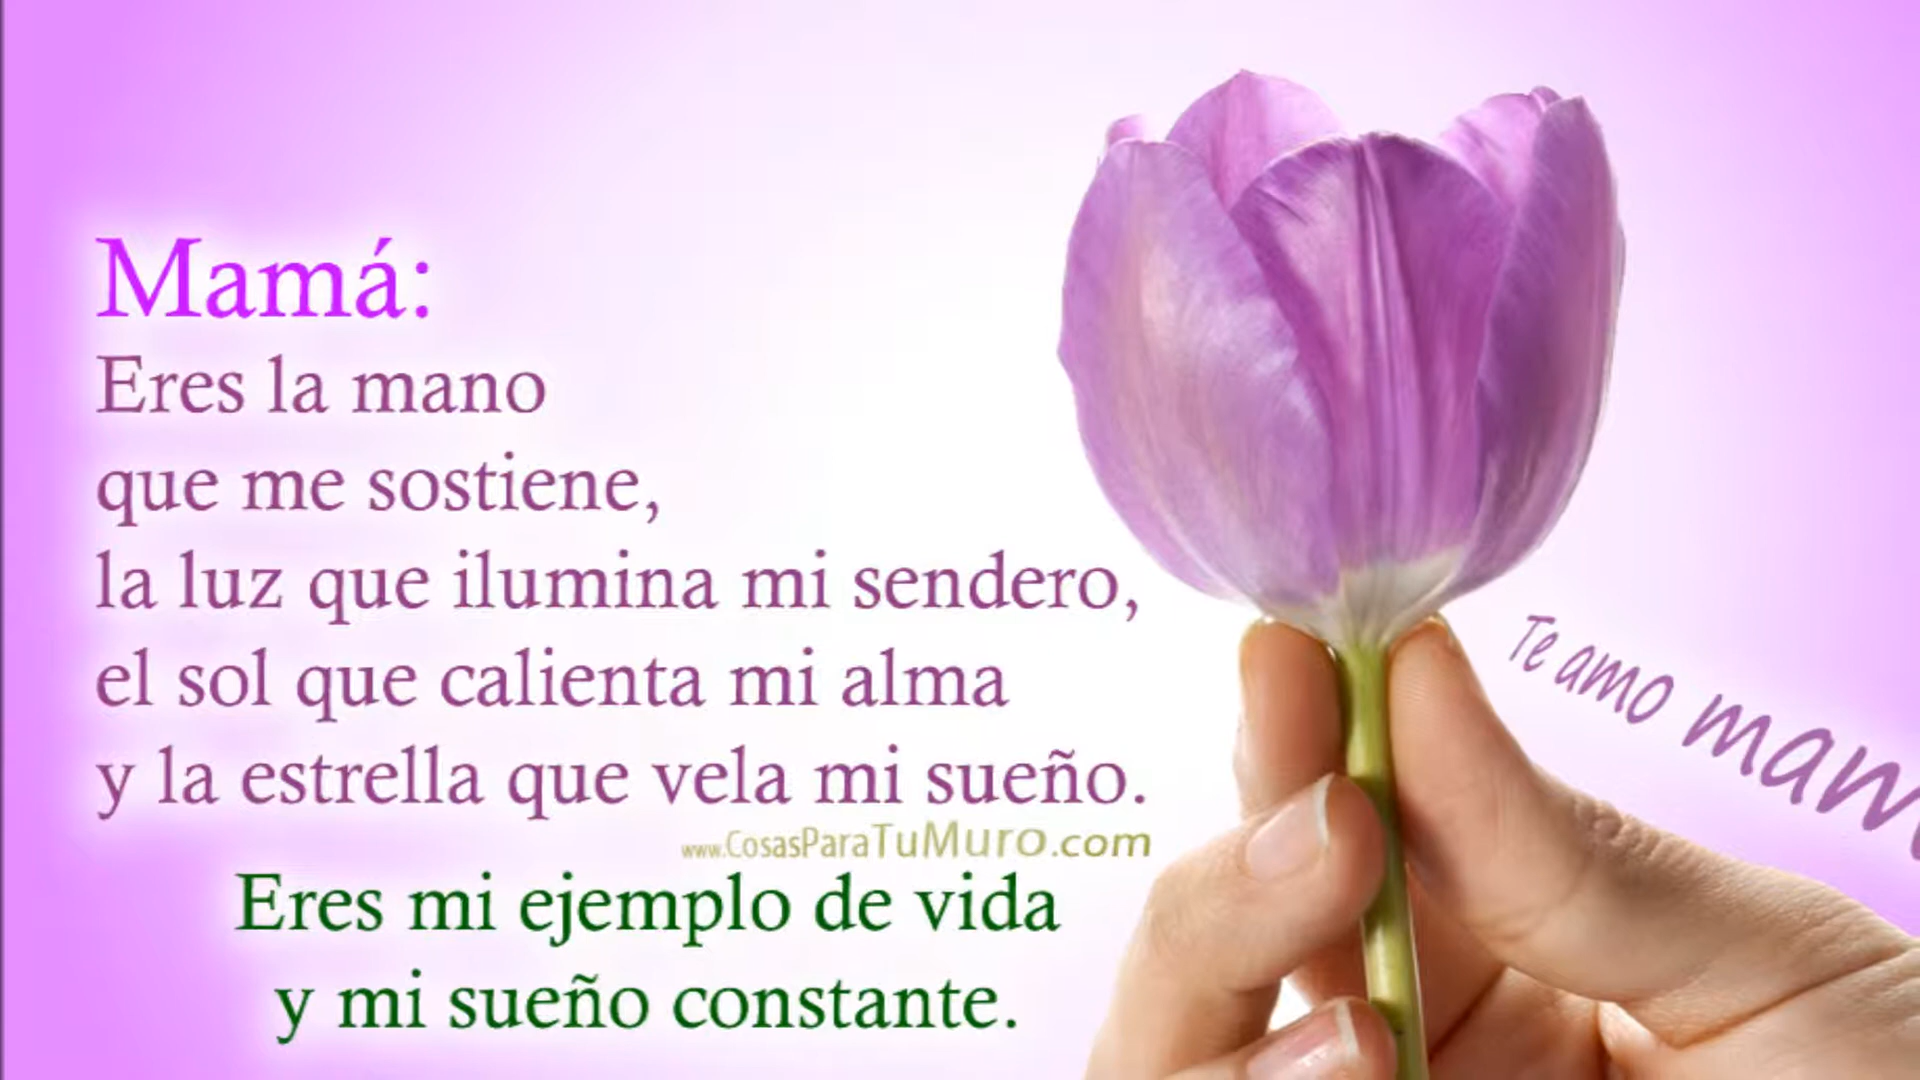 Mamá:
Eres la mano
que me sostiene,
la luz que ilumina mi sendero,
el sol que calienta mi alma
y la estrella que vela mi sueño.
www.CosasParaTuMuro.com
Eres mi ejemplo de vida
y mi sueño constante.
Te amo